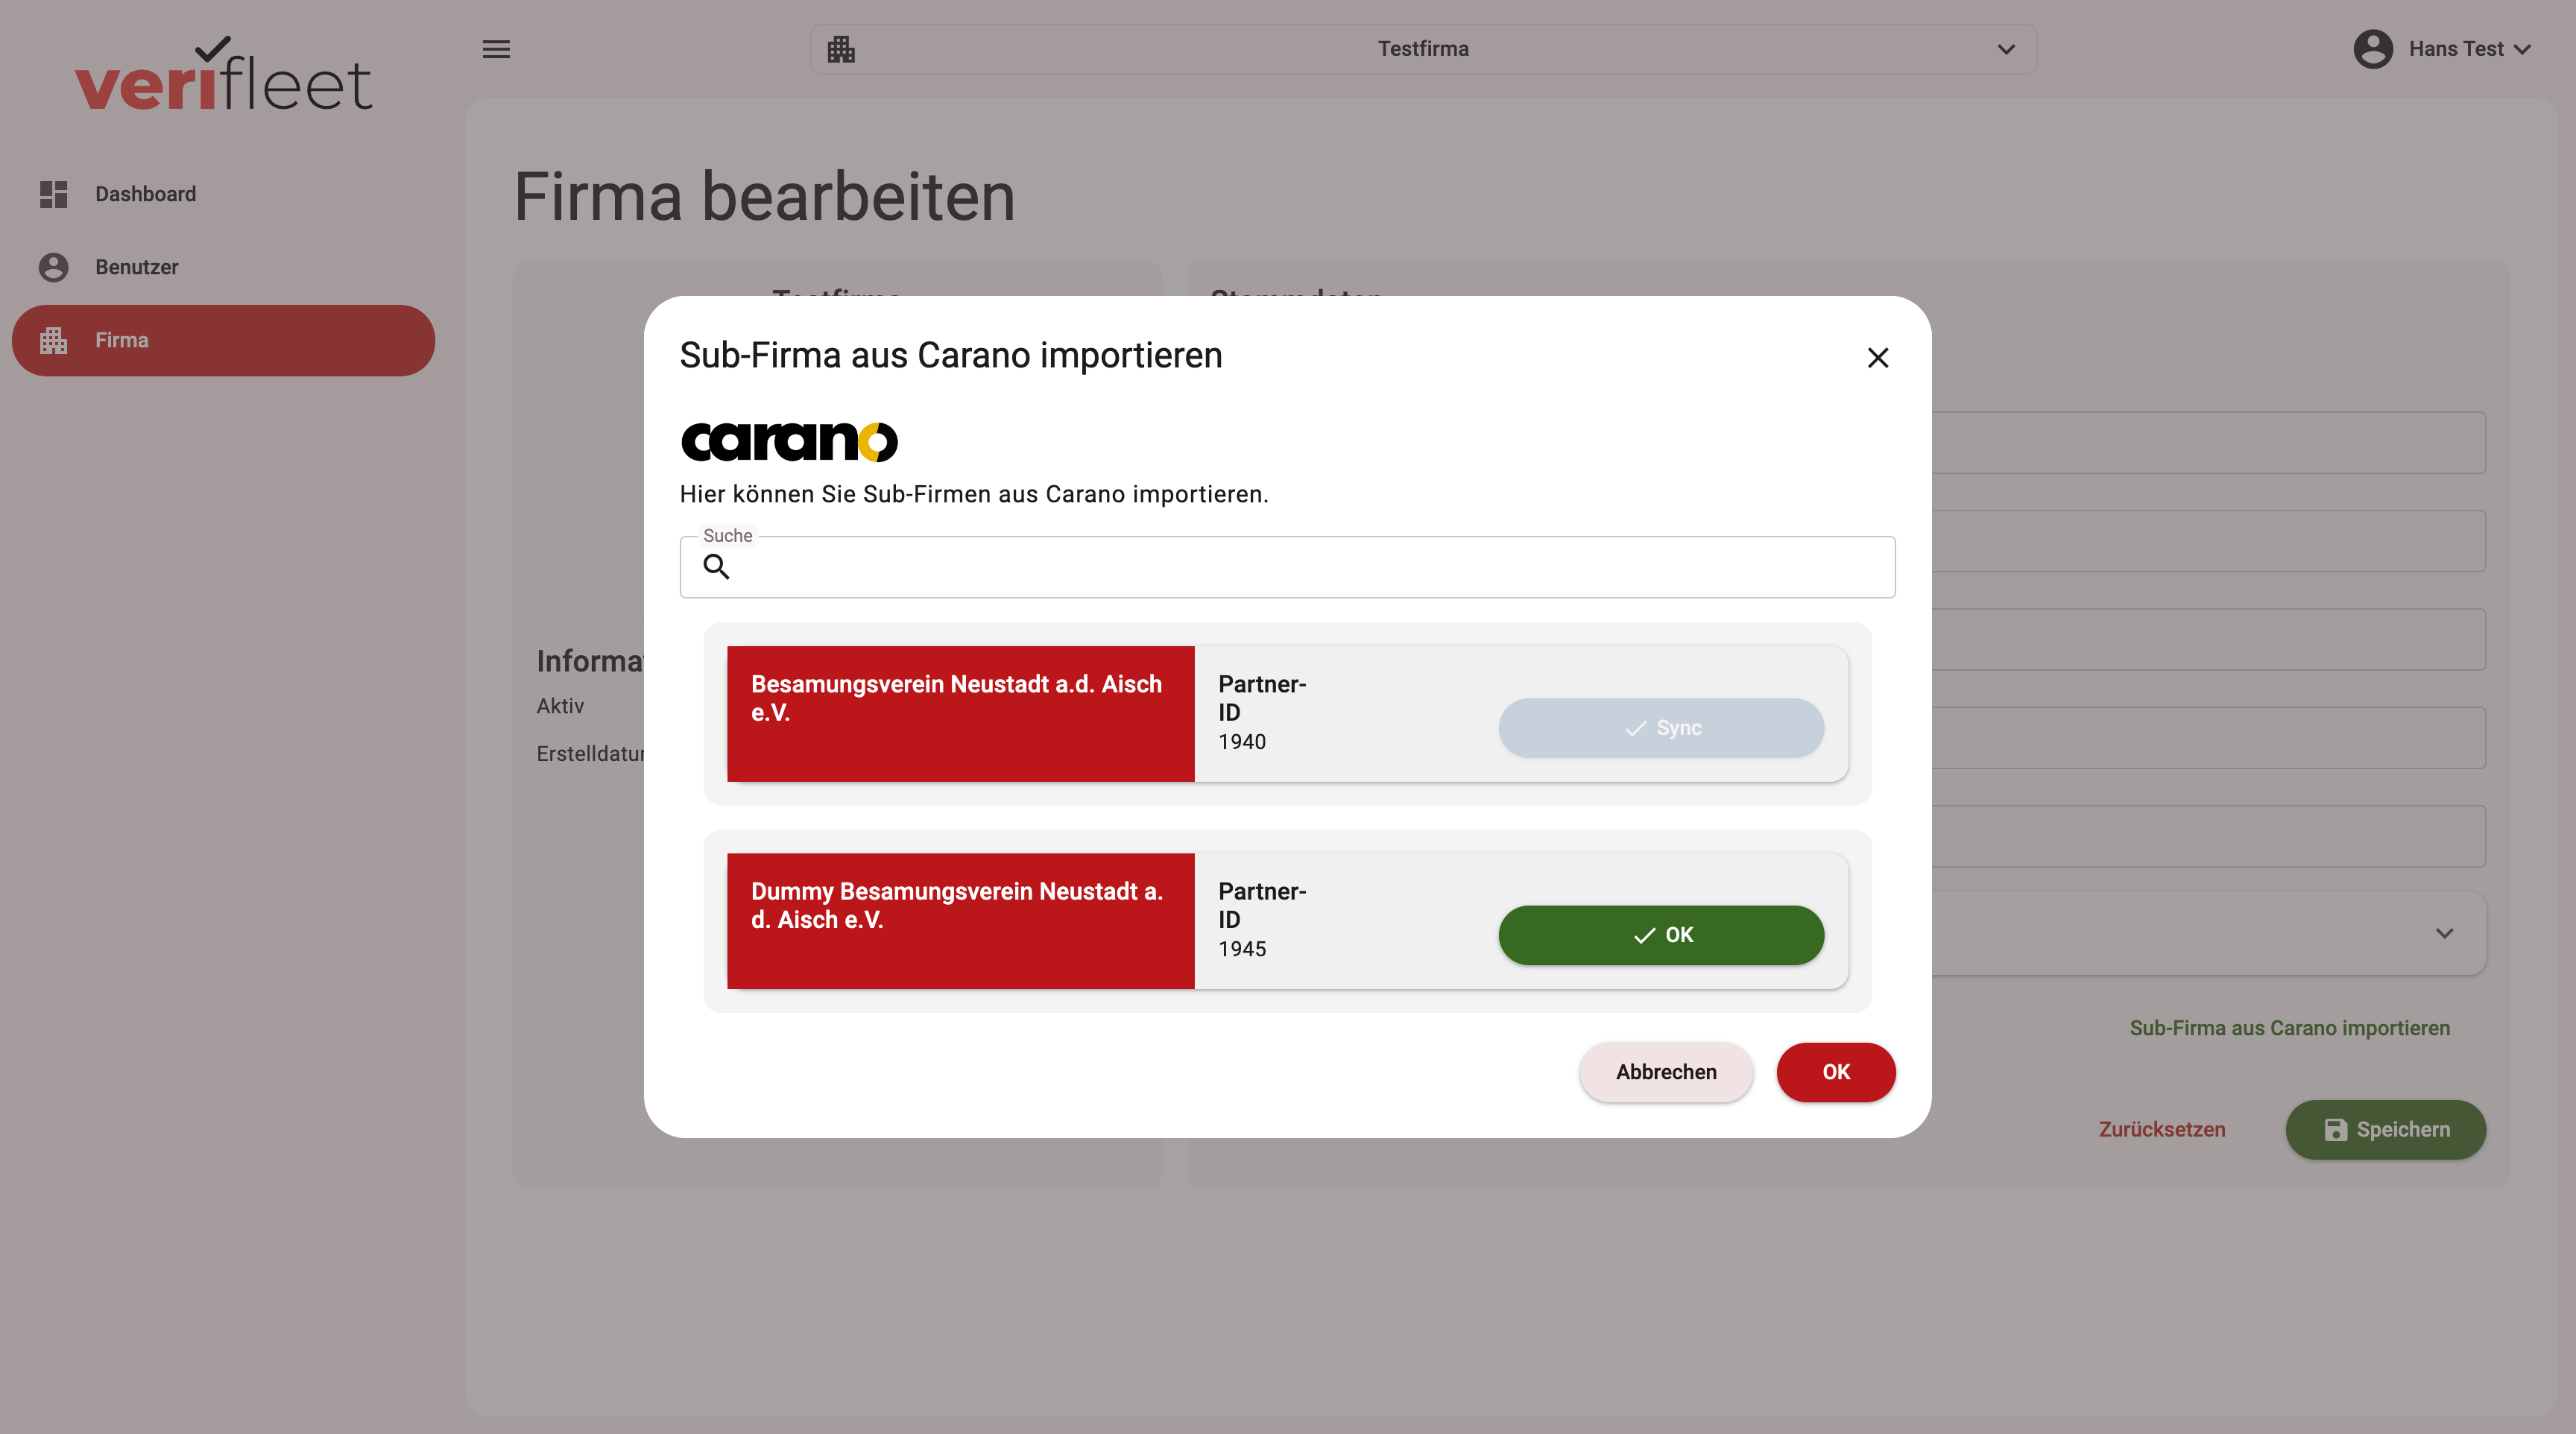 verifleet
Testfirma
Hans Test
Dashboard
Benutzer
Firma
Firma bearbeiten
Testfirma
Stammdaten
Sub-Firma aus Carano importieren
carano
Hier können Sie Sub-Firmen aus Carano importieren.
Suche
Besamungsverein Neustadt a.d. Aisch
e.V.
Partner-
ID
1940
Sync
Dummy Besamungsverein Neustadt a.
d. Aisch e.V.
Partner-
ID
1945
OK
Abbrechen
OK
Informa
Aktiv
Erstelldatu
Sub-Firma aus Carano importieren
Zurücksetzen
Speichern